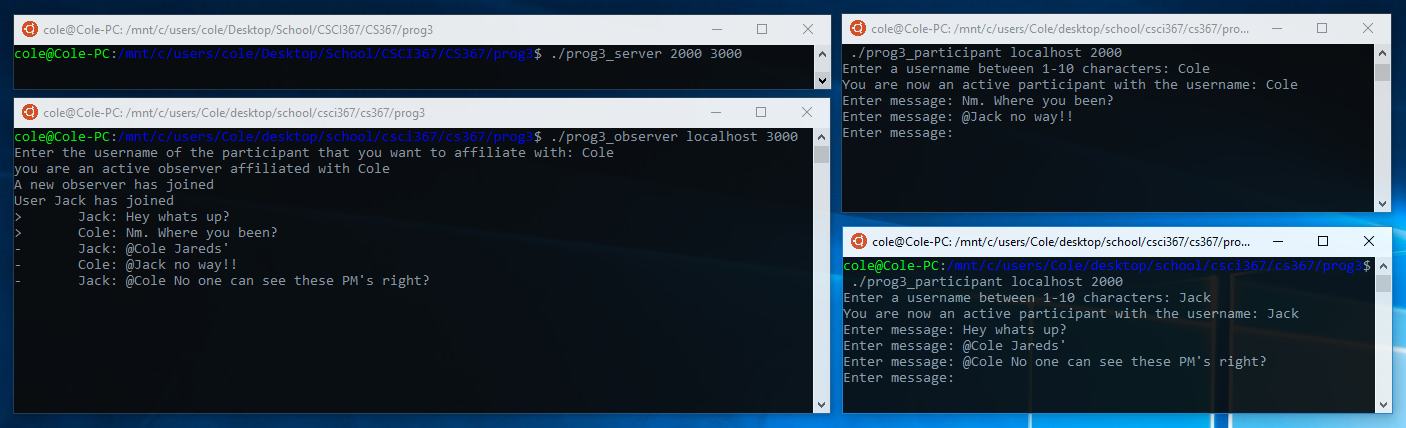 cole@Cole-PC: /mnt/c/users/cole/Desktop/School/CSCI367/CS367/prog3
cole@Cole-PC:/mnt/c/users/cole/Desktop/School/CSCI367/CS367/prog3$ ./prog3_server 2000 3000
cole@Cole-PC: /mnt/c/users/Cole/desktop/school/csci367/cs367/prog3
cole@Cole-PC:/mnt/c/users/Cole/desktop/school/csci367/cs367/prog3$ ./prog3_observer localhost 3000
Enter the username of the participant that you want to affiliate with: Cole
you are an active observer affiliated with Cole
A new observer has joined
User Jack has joined
> Jack: Hey whats up?
> Cole: Nm. Where you been?
- Jack: @Cole Jareds'
- Cole: @Jack no way!!
- Jack: @Cole No one can see these PM's right?
cole@Cole-PC: /mnt/c/users/Cole/desktop/school/csci367/cs367/pro...
./prog3_participant localhost 2000
Enter a username between 1-10 characters: Cole
You are now an active participant with the username: Cole
Enter message: Nm. Where you been?
Enter message: @Jack no way!!
Enter message:
cole@Cole-PC: /mnt/c/users/Cole/desktop/school/csci367/cs367/pro...
cole@Cole-PC:/mnt/c/users/Cole/desktop/school/csci367/cs367/prog3$
./prog3_participant localhost 2000
Enter a username between 1-10 characters: Jack
You are now an active participant with the username: Jack
Enter message: Hey whats up?
Enter message: @Cole Jareds'
Enter message: @Cole No one can see these PM's right?
Enter message: